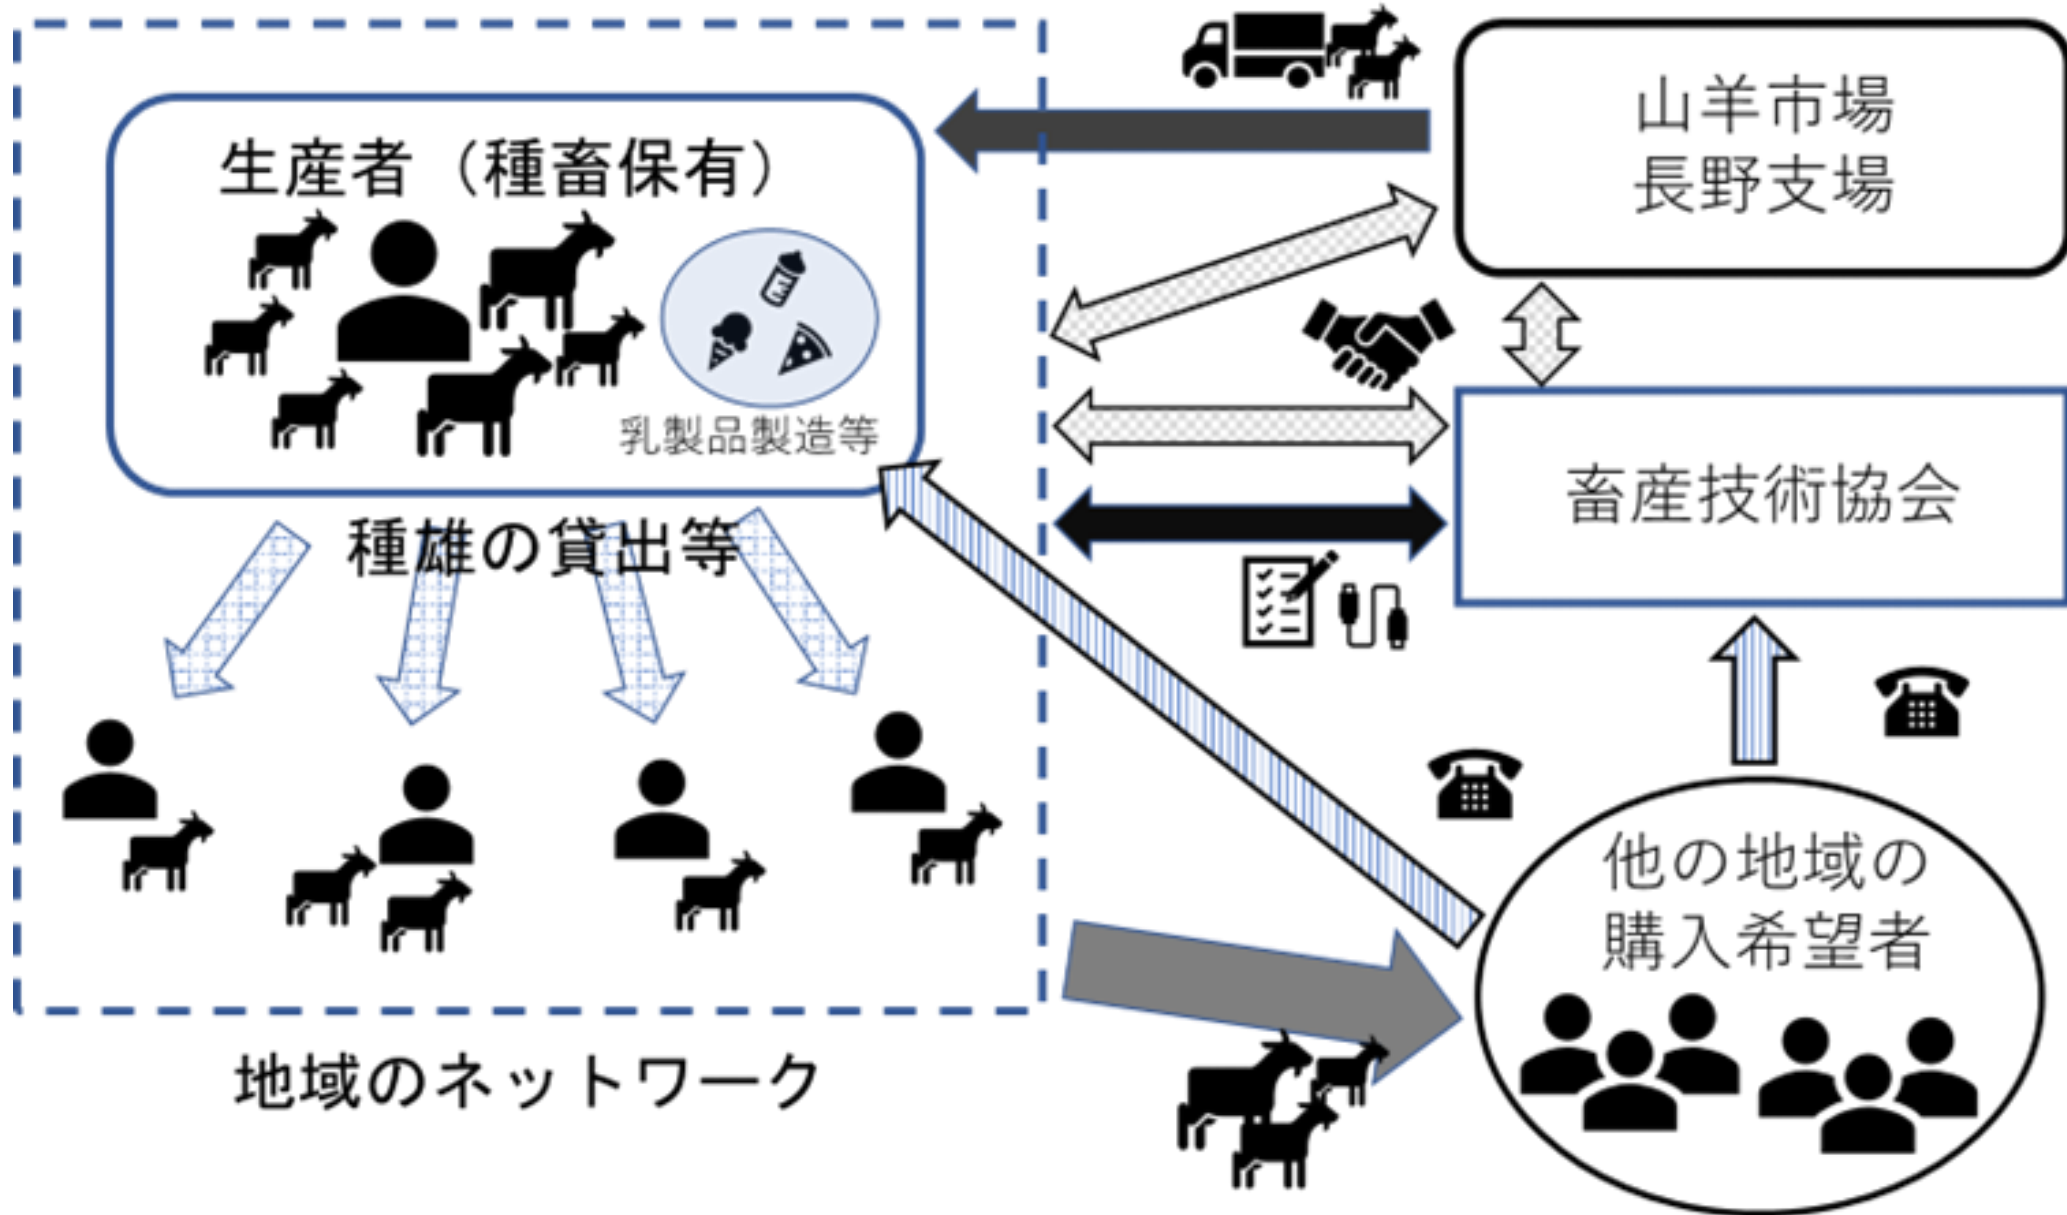 生産者（種畜保有）
乳製品製造等
種雄の貸出等
地域のネットワーク
山羊市場
長野支場
畜産技術協会
他の地域の
購入希望者